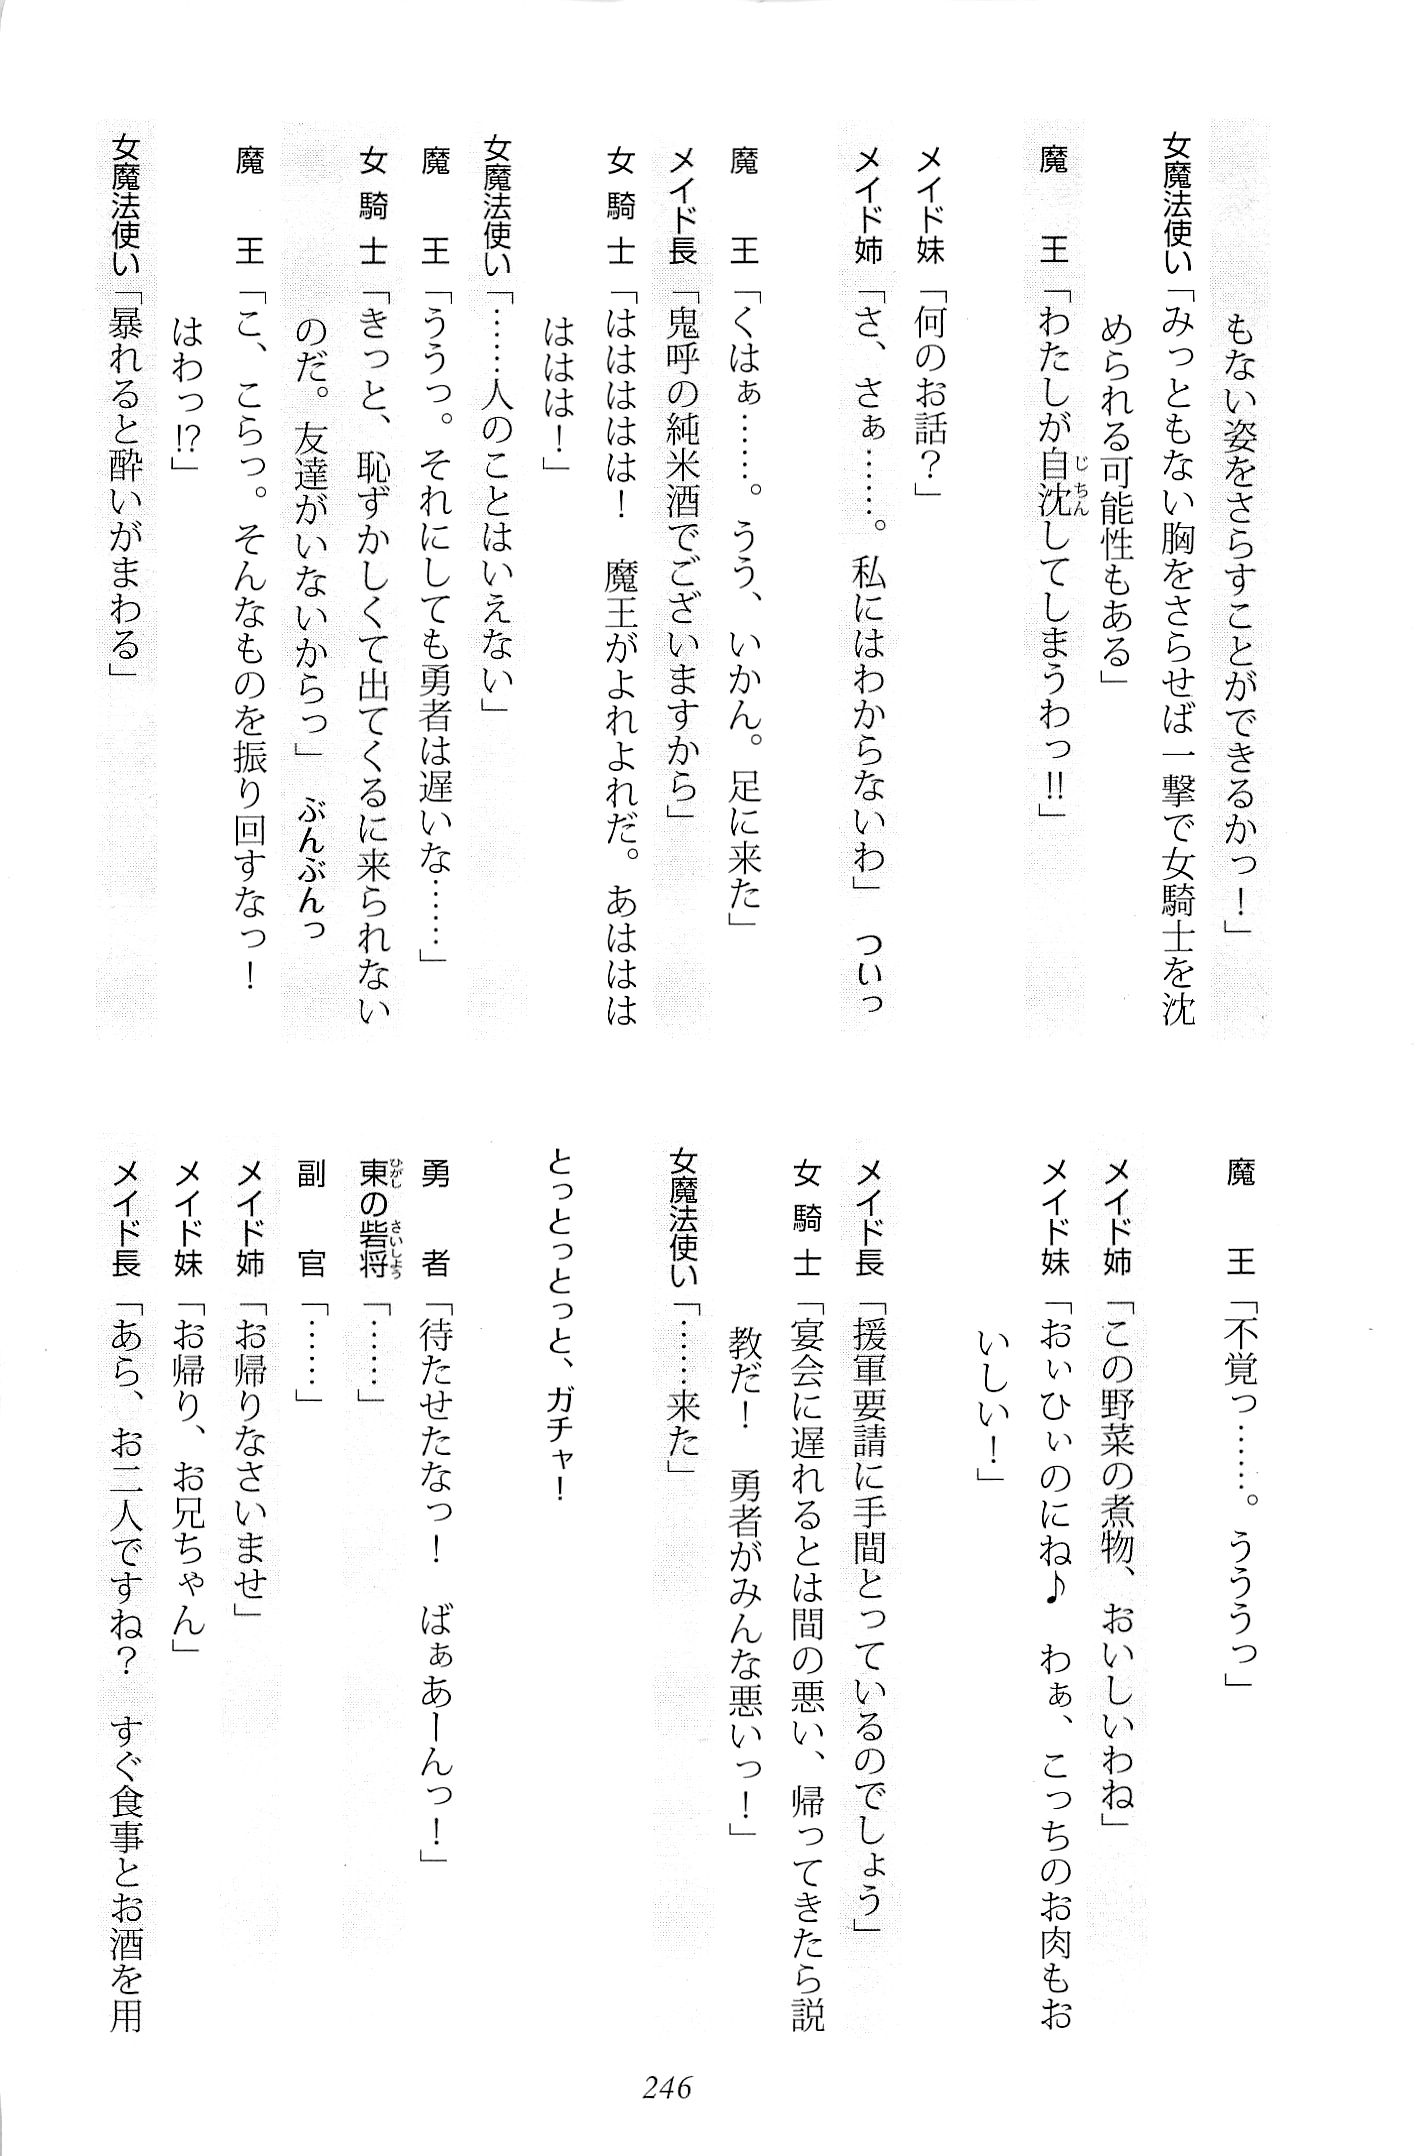 もない姿をさらすことができるかっ！」
女魔法使い「みっともない胸をさらせば一撃で女騎士を沈
められる可能性もある」
魔　王「わたしが自沈してしまうわっ!!」
メイド妹「何のお話？」
メイド姉「さ、さぁ……。私にはわからないわ」　ついっ
魔　王「くはぁ……。うう、いかん。足に来た」
メイド長「鬼呼の純米酒でございますから」
女騎士「はははははは！　魔王がよれよれだ。あははは
ははは！」
女魔法使い「……人のことはいえない」
魔　王「ううっ。それにしても勇者は遅いな……」
女騎士「きっと、恥ずかしくて出てくるに来られない
のだ。友達がいないからっ」　ぶんぶんっ
魔　王「こ、こらっ。そんなものを振り回すなっ！
はわっ!?」
女魔法使い「暴れると酔いがまわる」
魔　王「不覚っ……。うううっ」
メイド姉「この野菜の煮物、おいしいわね」
メイド妹「おぃひぃのにね♪　わぁ、こっちのお肉もお
いしい！」
メイド長「援軍要請に手間とっているのでしょう」
女騎士「宴会に遅れるとは間の悪い、帰ってきたら説
教だ！　勇者がみんな悪いっ！」
女魔法使い「……来た」
とっとっとっと、ガチャ！
勇　者「待たせたなっ！　ばぁあーんっ！」
東の砦将「……」
副　官「……」
メイド姉「お帰りなさいませ」
メイド妹「お帰り、お兄ちゃん」
メイド長「あら、お二人ですね？　すぐ食事とお酒を用
246